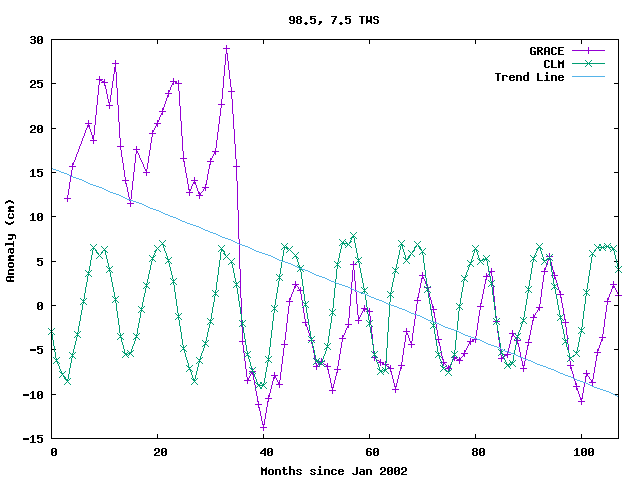 98.5, 7.5 TWS
GRACE
CLM
Trend Line
30
25
20
15
10
5
0
-5
-10
-15
Anomaly (cm)
0 20 40 60 80 100
Months since Jan 2002